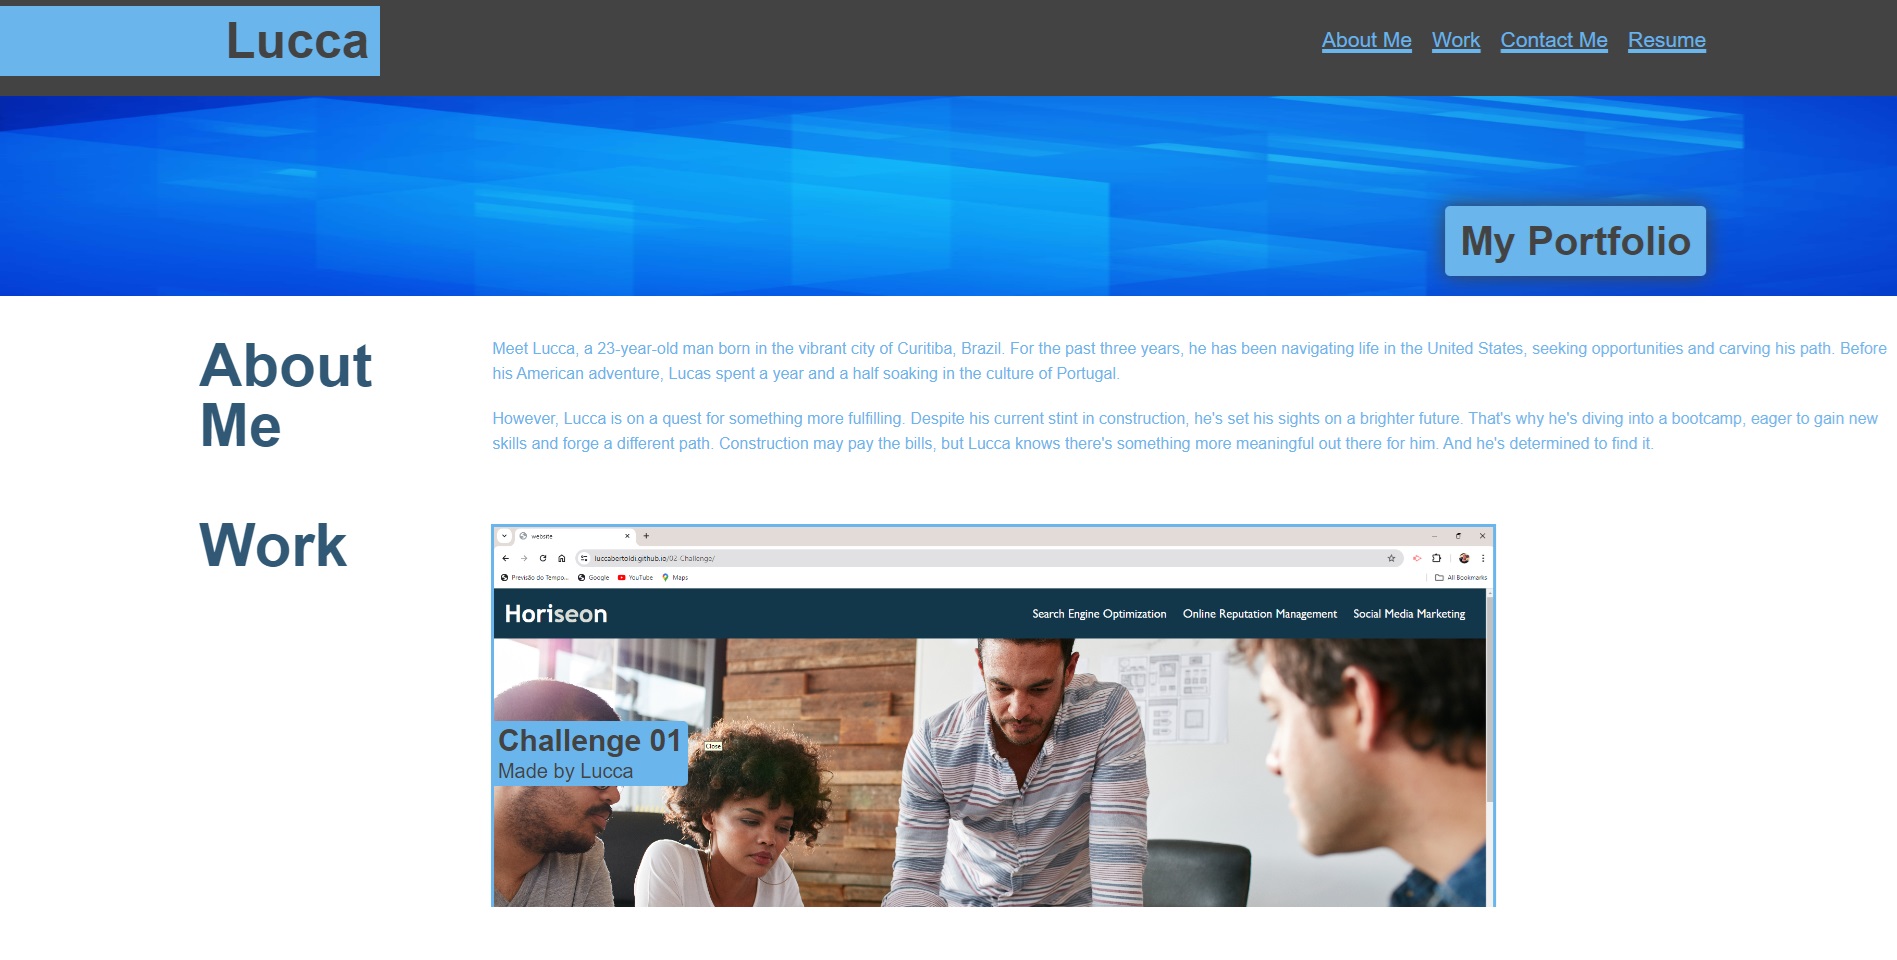 Lucca
About Me Work Contact Me Resume
My Portfolio
About
Me
Meet Lucca, a 23-year-old man born in the vibrant city of Curitiba, Brazil. For the past three years, he has been navigating life in the United States, seeking opportunities and carving his path. Before
his American adventure, Lucas spent a year and a half soaking in the culture of Portugal.
However, Lucca is on a quest for something more fulfilling. Despite his current stint in construction, he's set his sights on a brighter future. That's why he's diving into a bootcamp, eager to gain new
skills and forge a different path. Construction may pay the bills, but Lucca knows there's something more meaningful out there for him. And he's determined to find it.
Work
website
luccabertoldi.github.io/02-Challenge/
Previsão do Tempo... Google YouTube Maps All Bookmarks
Horiseon Search Engine Optimization Online Reputation Management Social Media Marketing
Challenge 01
Close
Made by Lucca